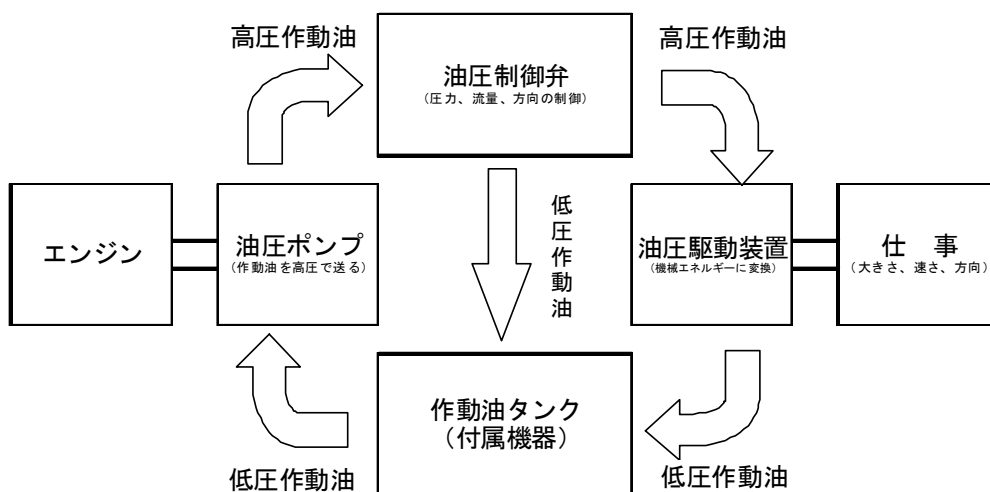 高圧作動油
油圧制御弁
（圧力、流量、方向の制御）
高圧作動油
エンジン
油圧ポンプ
（作動油を高圧で送る）
低圧作動油
油圧駆動装置
（機械エネルギーに変換）
仕　事
（大きさ、速さ、方向）
作動油タンク
（付属機器）
低圧作動油
低圧作動油